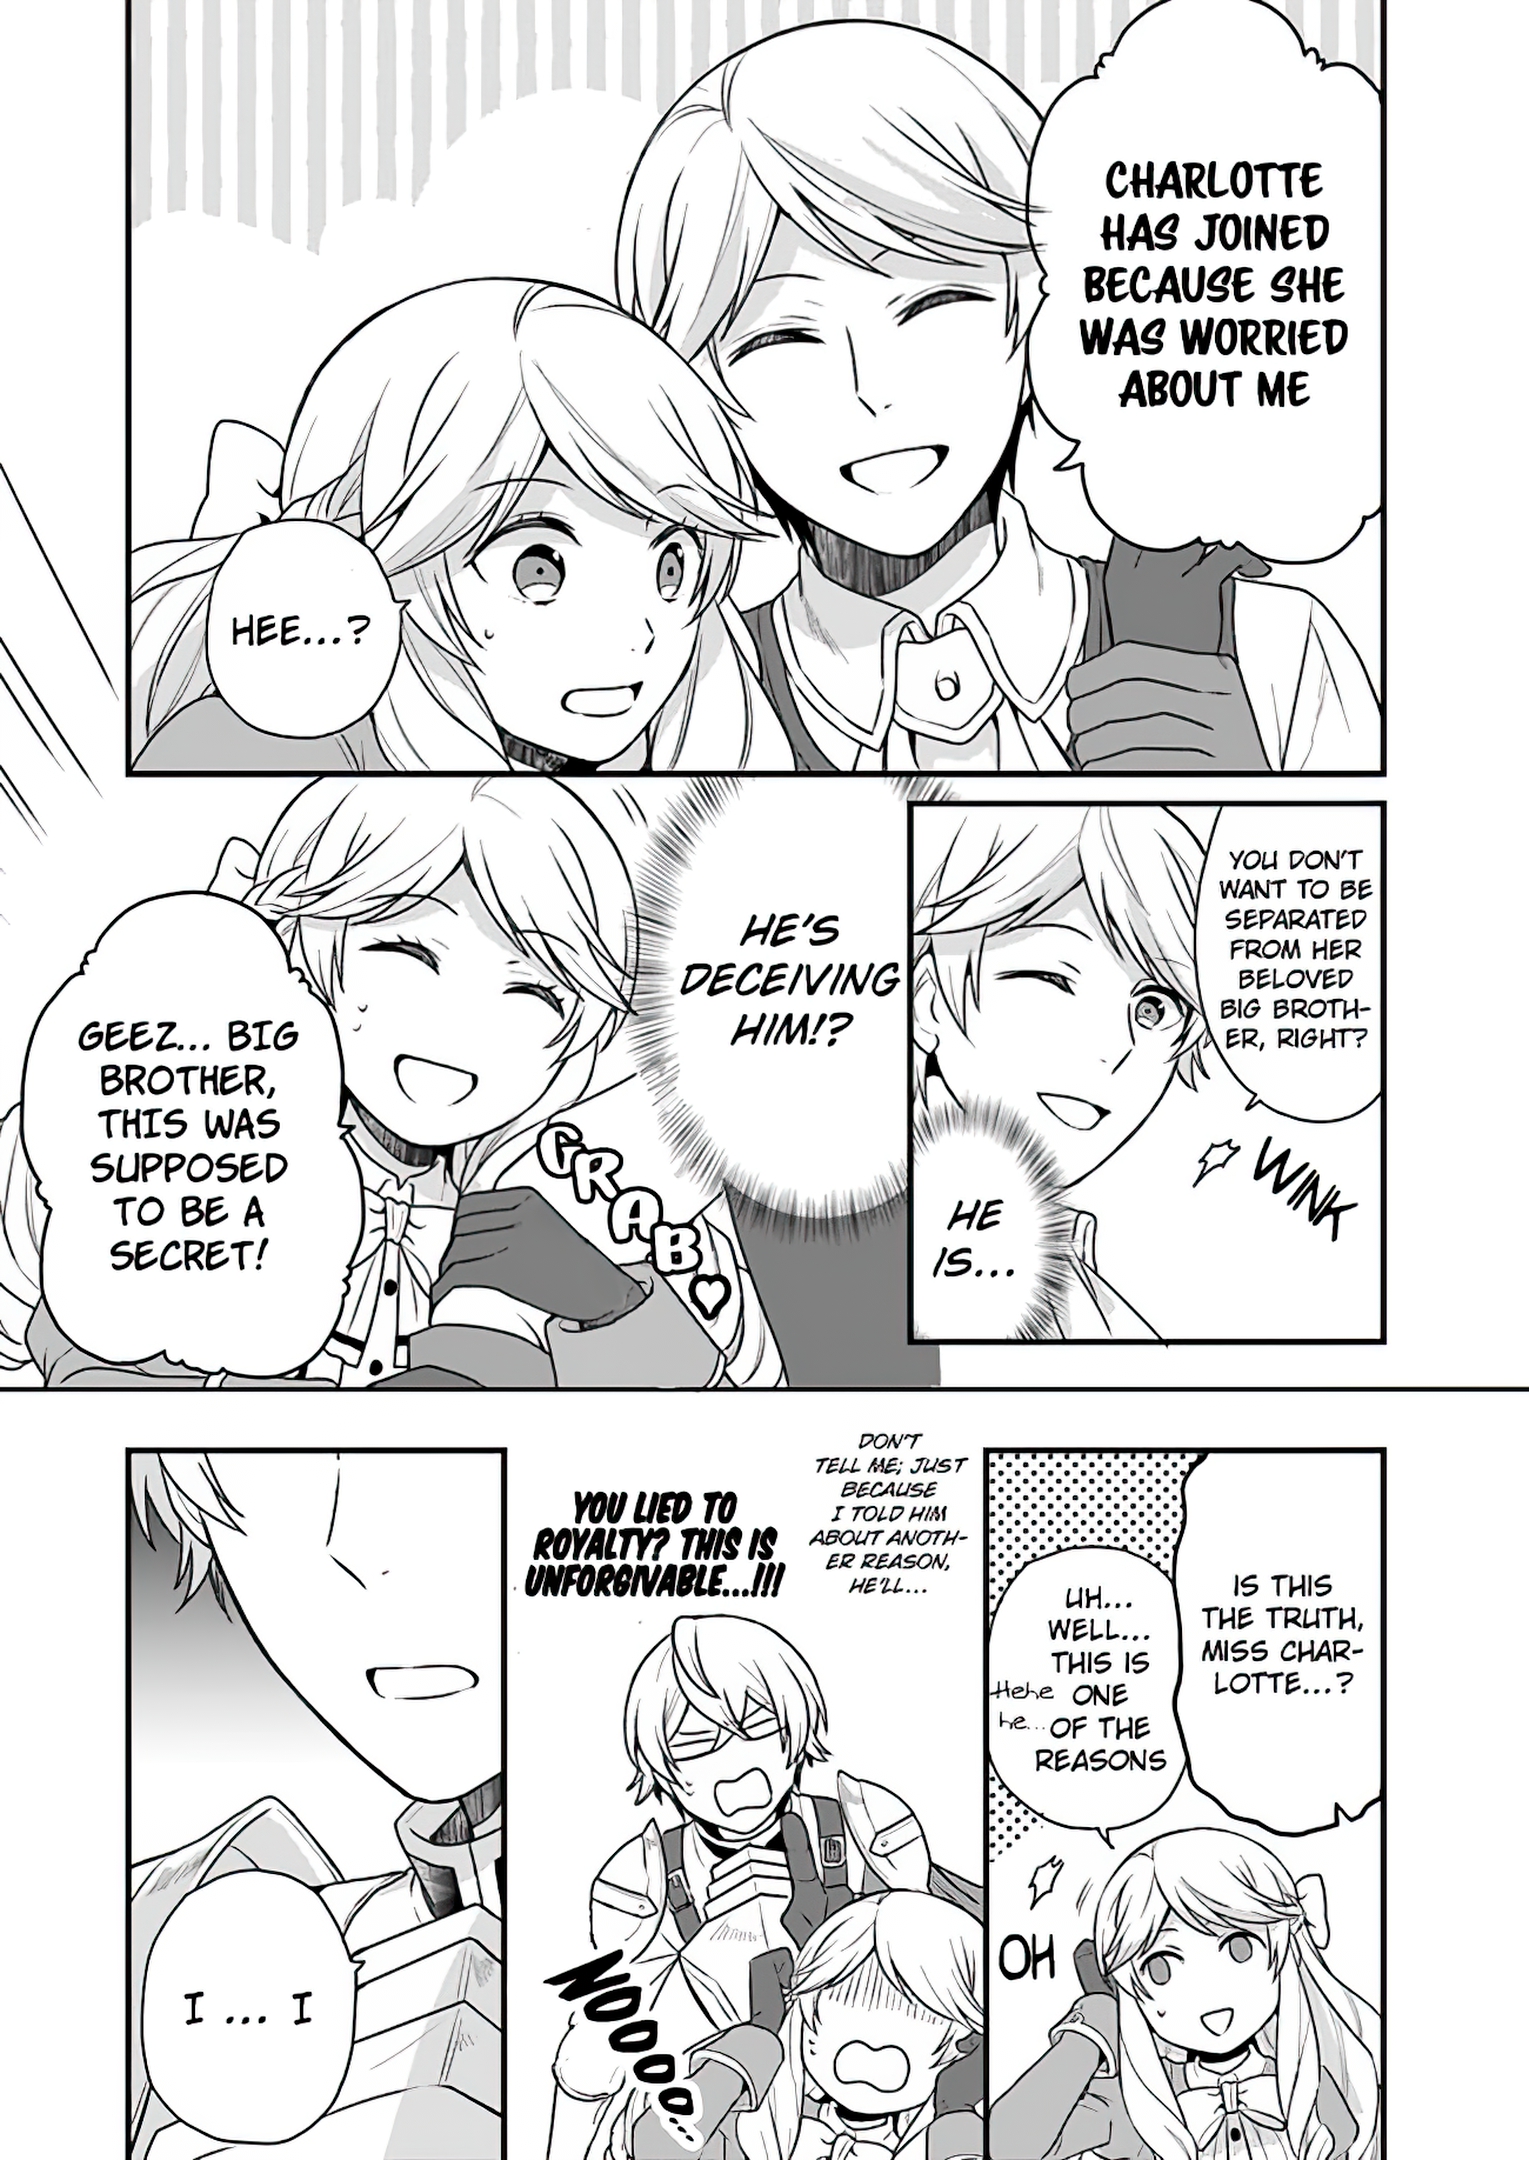 CHARLOTTE
HAS JOINED
BECAUSE SHE
WAS WORRIED
ABOUT ME
HEE...?
YOU DON'T
WANT TO BE
SEPARATED
FROM HER
BELOVED
BIG BROTH-
ER, RIGHT?
WINK
HE
IS...
HE'S
DECEIVING
HIM!?
GEEZ... BIG
BROTHER,
THIS WAS
SUPPOSED
TO BE A
SECRET!
GRAB♡
IS THIS
THE TRUTH,
MISS CHAR-
LOTTE...?
UH...
WELL...
THIS IS
ONE
OF THE
REASONS
Hehe
he...
OH
DON'T
TELL ME; JUST
BECAUSE
I TOLD HIM
ABOUT ANOTH-
ER REASON,
HE'LL...
YOU LIED TO
ROYALTY? THIS IS
UNFORGIVABLE...!!!
NOOOO...
I ... I